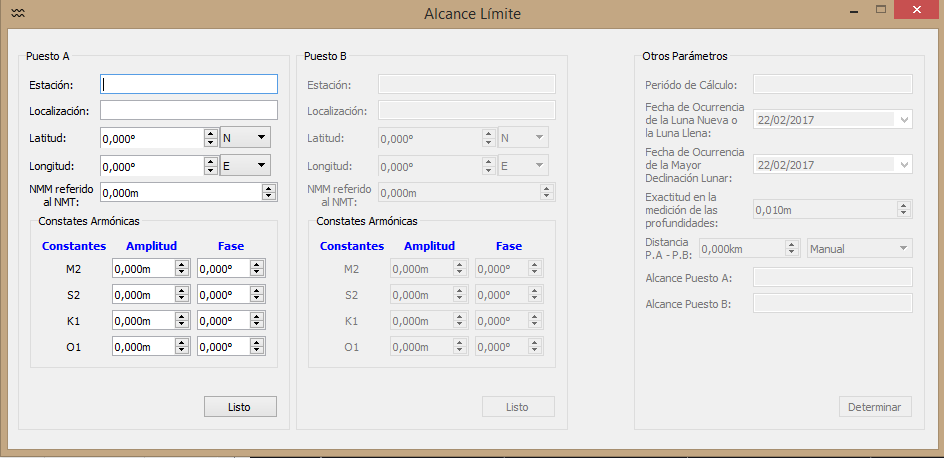 Alcance Límite
Puesto A
Estación:
Localización:
Latitud: 0,000° N
Longitud: 0,000° E
NMM referido
al NMT: 0,000m
Constates Armónicas
Constantes Amplitud Fase
M2 0,000m 0,000°
S2 0,000m 0,000°
K1 0,000m 0,000°
O1 0,000m 0,000°
Listo
Puesto B
Estación:
Localización:
Latitud: 0,000° N
Longitud: 0,000° E
NMM referido
al NMT: 0,000m
Constates Armónicas
Constantes Amplitud Fase
M2 0,000m 0,000°
S2 0,000m 0,000°
K1 0,000m 0,000°
O1 0,000m 0,000°
Listo
Otros Parámetros
Periódo de Cálculo:
Fecha de Ocurrencia
de la Luna Nueva o
la Luna Llena:
22/02/2017
Fecha de Ocurrencia
de la Mayor
Declinación Lunar:
22/02/2017
Exactitud en la
medición de las
profundidades:
0,010m
Distancia
P.A - P.B: 0,000km Manual
Alcance Puesto A:
Alcance Puesto B:
Determinar